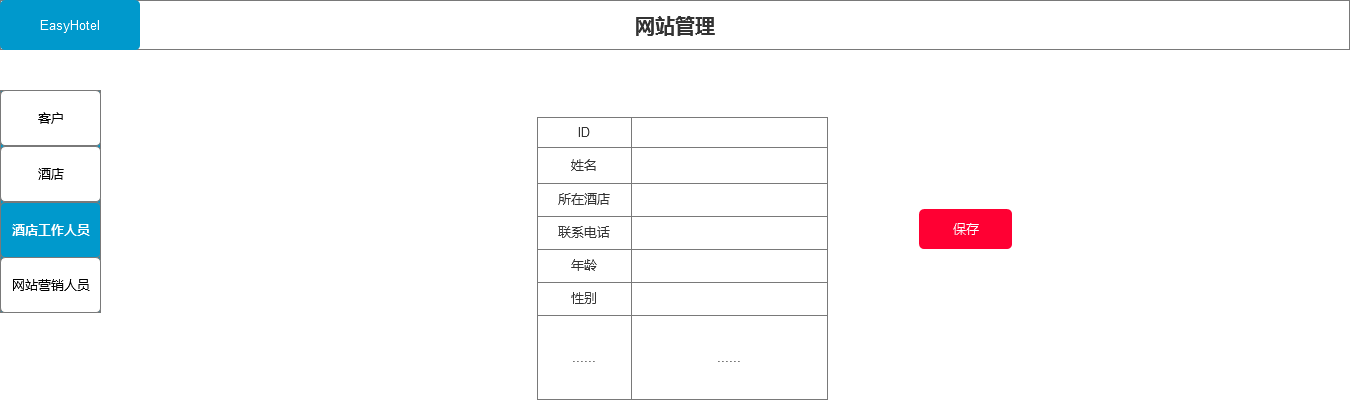 EasyHotel
网站管理
客户
酒店
酒店工作人员
网站营销人员
ID
姓名
所在酒店
联系电话
年龄
性别
…… ……
保存